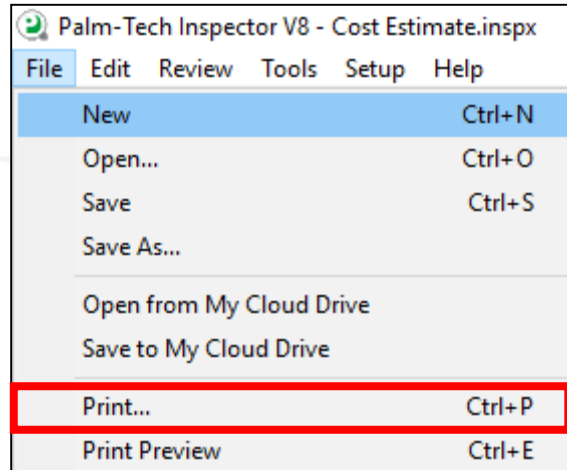 Palm-Tech Inspector V8 - Cost Estimate.inspx
File Edit Review Tools Setup Help
New Ctrl+N
Open... Ctrl+O
Save Ctrl+S
Save As...
Open from My Cloud Drive
Save to My Cloud Drive
Print... Ctrl+P
Print Preview Ctrl+E